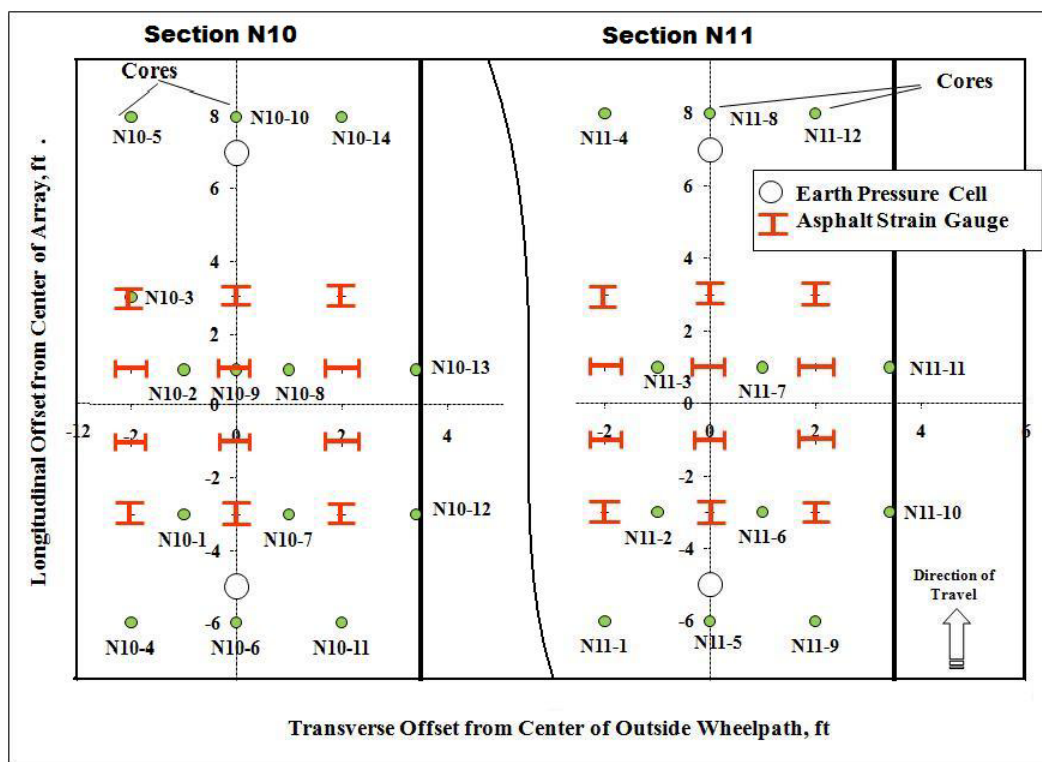 Section N10
Section N11
Cores
Cores
8
N10-10
N10-5
N10-14
8
N11-8
N11-4
N11-12
Earth Pressure Cell
Asphalt Strain Gauge
6
6
4
4
N10-3
2
2
N10-13
N10-2
N10-9
N10-8
N11-3
N11-7
N11-11
0
0
-12
-2
0
2
4
-2
0
2
4
6
-2
-2
N10-12
N10-1
N10-7
N11-2
N11-6
N11-10
-4
-4
Direction of
Travel
-6
-6
N10-4
N10-6
N10-11
N11-1
N11-5
N11-9
Longitudinal Offset from Center of Array, ft .
Transverse Offset from Center of Outside Wheelpath, ft